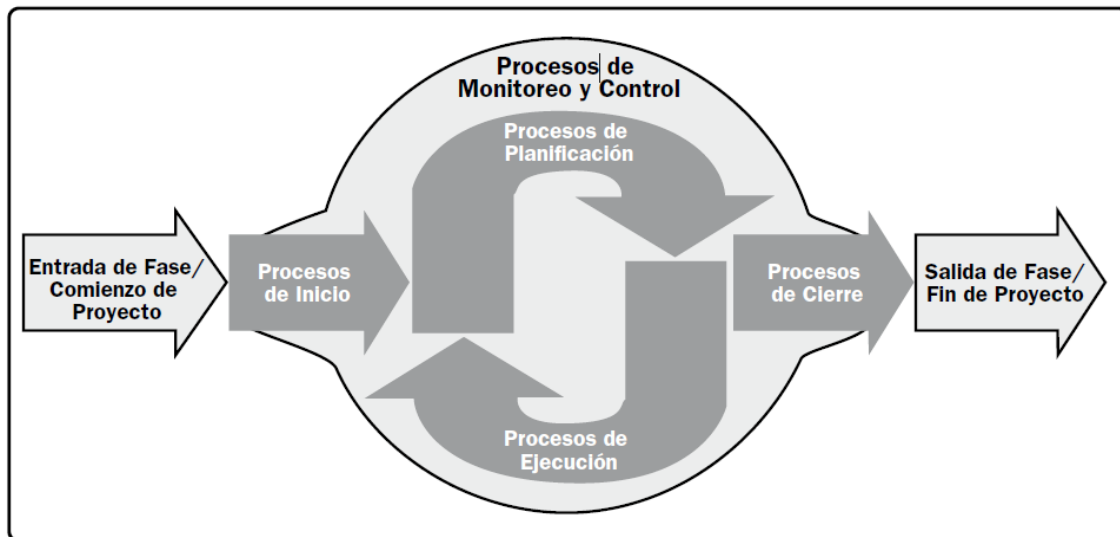 Procesos de
Monitoreo y Control
Procesos de
Planificación
Entrada de Fase/
Comienzo de
Proyecto
Procesos
de Inicio
Procesos
de Cierre
Salida de Fase/
Fin de Proyecto
Procesos de
Ejecución